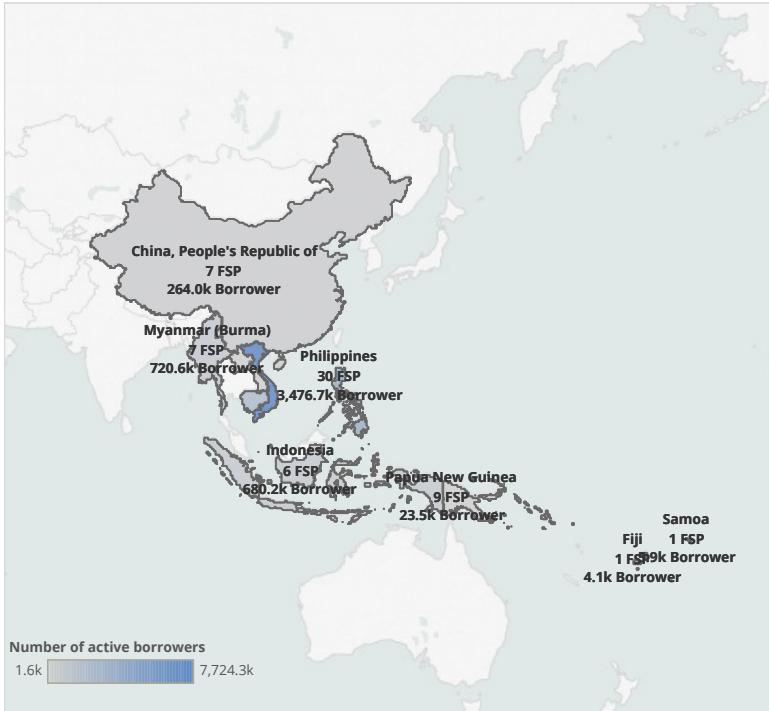 China, People's Republic of
7 FSP
264.0k Borrower
Myanmar (Burma)
7 FSP
720.6k Borrower
Philippines
30 FSP
3,476.7k Borrower
Indonesia
6 FSP
680.2k Borrower
Papua New Guinea
9 FSP
23.5k Borrower
Samoa
1 FSP
Borrower
Fiji
1 FSP
4.1k Borrower
Number of active borrowers
1.6k
7,724.3k